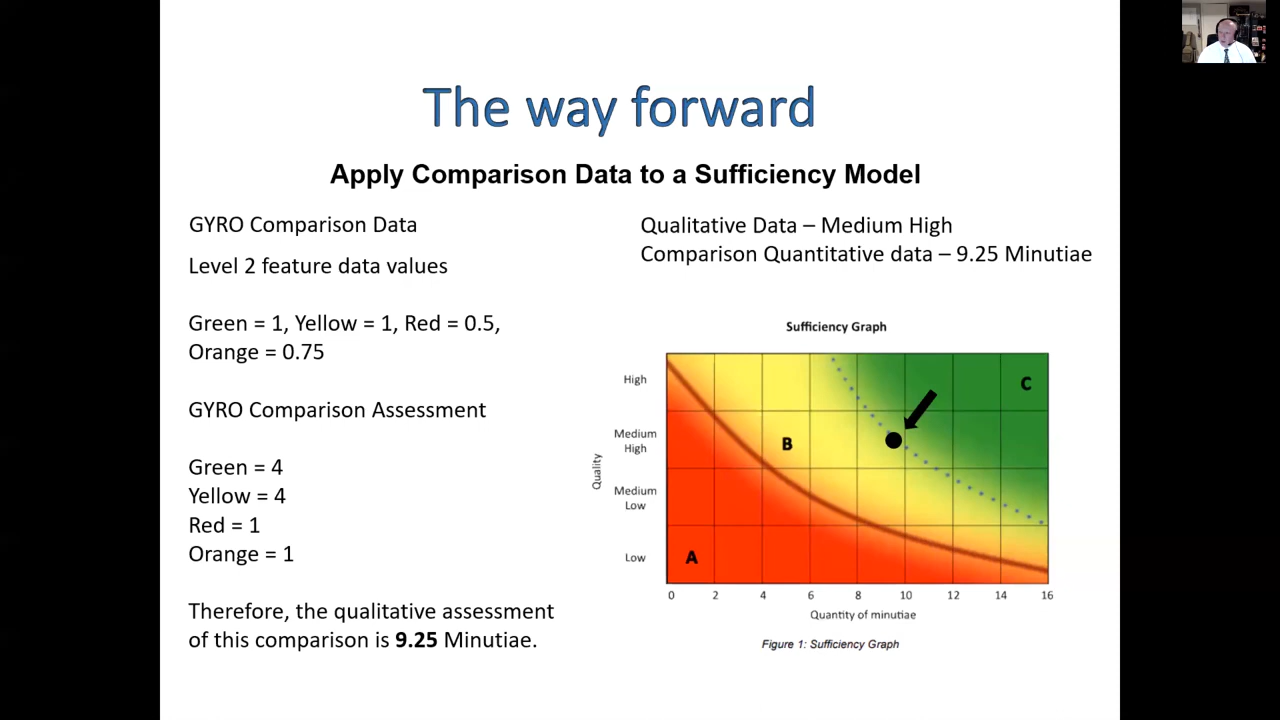 The way forward
Apply Comparison Data to a Sufficiency Model
GYRO Comparison Data
Level 2 feature data values
Green = 1, Yellow = 1, Red = 0.5,
Orange = 0.75
GYRO Comparison Assessment
Green = 4
Yellow = 4
Red = 1
Orange = 1
Therefore, the qualitative assessment
of this comparison is 9.25 Minutiae.
Qualitative Data – Medium High
Comparison Quantitative data – 9.25 Minutiae
Sufficiency Graph
High
C
Medium
High
B
Quality
Medium
Low
Low
A
0 2 4 6 8 10 12 14 16
Quantity of minutiae
Figure 1: Sufficiency Graph